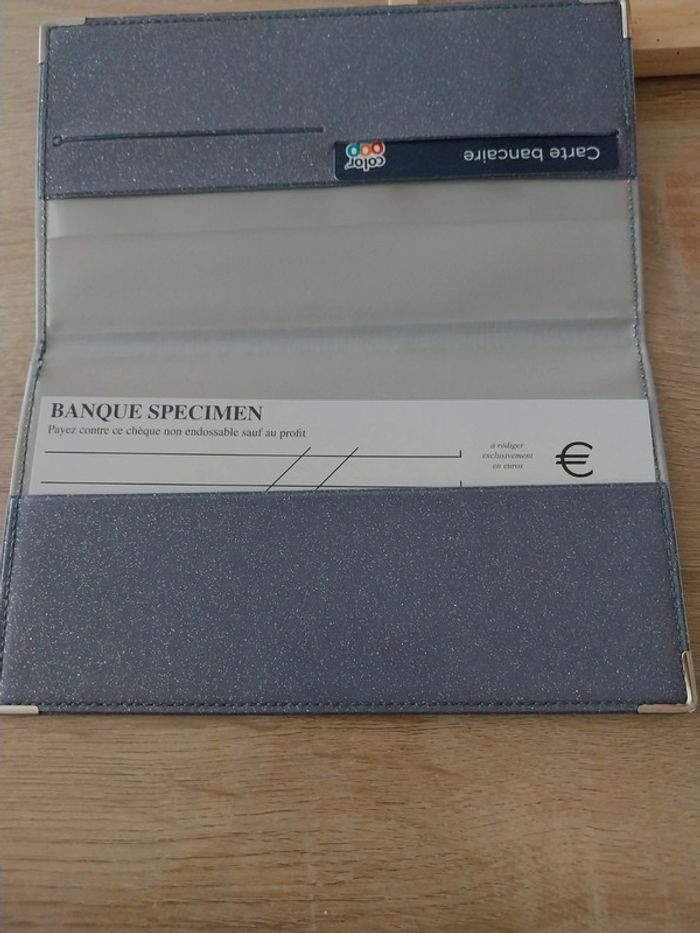 Carte bancaire
color
pop
BANQUE SPECIMEN
Payez contre ce chèque non endossable sauf au profit
à rédiger
exclusivement
en euros
€